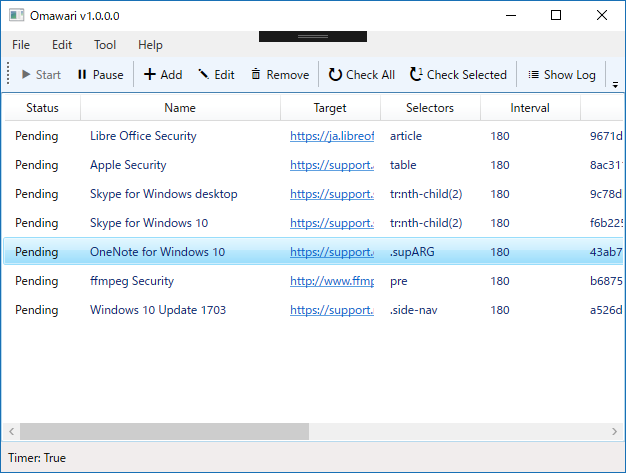 Omawari v1.0.0.0
File Edit Tool Help
Start Pause Add Edit Remove Check All 1 Check Selected Show Log
Status Name Target Selectors Interval
Pending Libre Office Security https://ja.libreof article 180 9671d
Pending Apple Security https://support. table 180 8ac31
Pending Skype for Windows desktop https://support. tr:nth-child(2) 180 9c78d
Pending Skype for Windows 10 https://support. tr:nth-child(2) 180 f6b225
Pending OneNote for Windows 10 https://support. .supARG 180 43ab7
Pending ffmpeg Security http://www.ffmp pre 180 b6875
Pending Windows 10 Update 1703 https://support. .side-nav 180 a526d
Timer: True